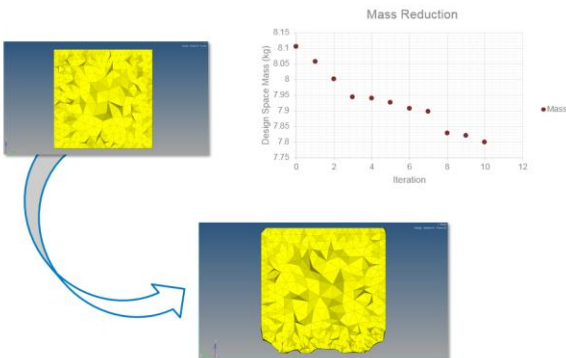 Mass Reduction
Design Space Mass (kg)
8.15
8.1
8.05
8
7.95
7.9
7.85
7.8
7.75
0 2 4 6 8 10 12
Iteration
Mass